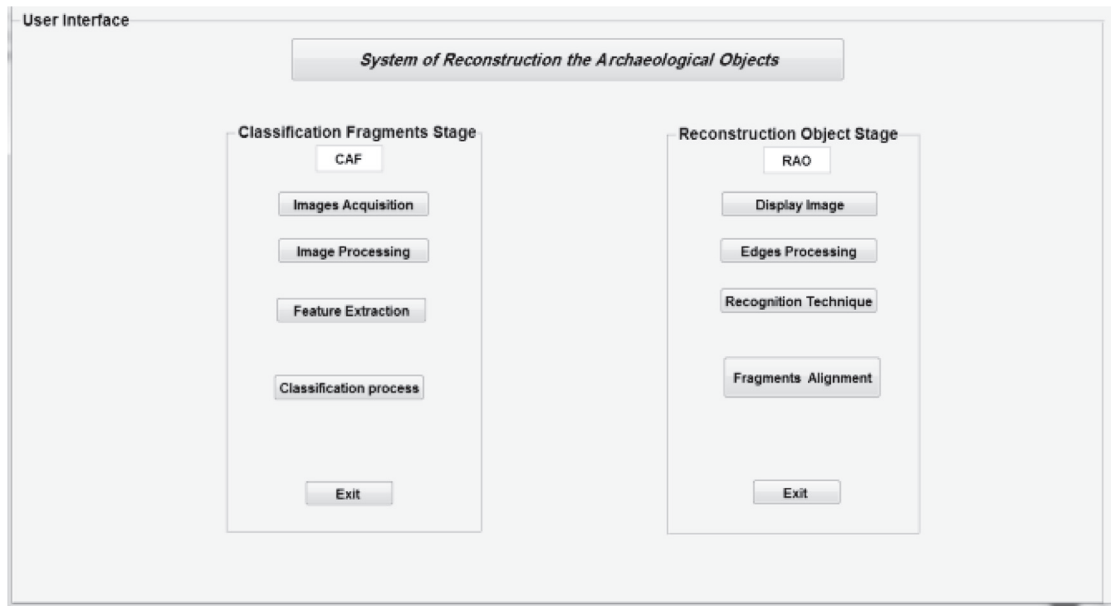 User Interface
System of Reconstruction the Archaeological Objects
Classification Fragments Stage
CAF
Images Acquisition
Image Processing
Feature Extraction
Classification process
Exit
Reconstruction Object Stage
RAO
Display Image
Edges Processing
Recognition Technique
Fragments Alignment
Exit